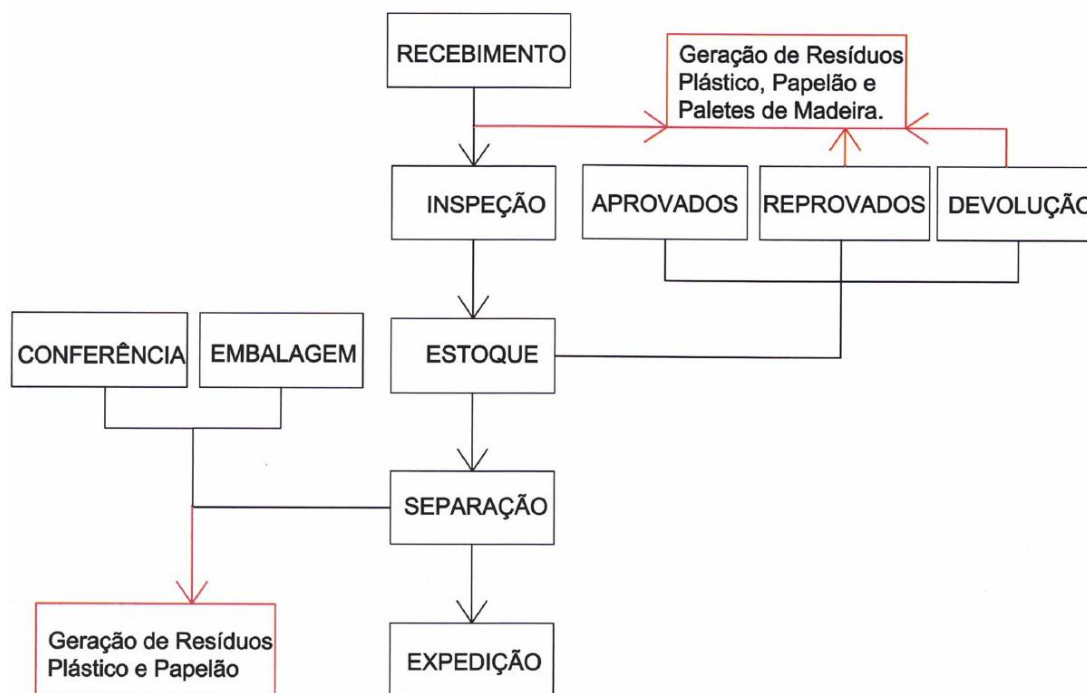 RECEBIMENTO
Geração de Resíduos
Plástico, Papelão e
Paletes de Madeira.
INSPEÇÃO
APROVADOS
REPROVADOS
DEVOLUÇÃO
CONFERÊNCIA
EMBALAGEM
ESTOQUE
SEPARAÇÃO
Geração de Resíduos
Plástico e Papelão
EXPEDIÇÃO